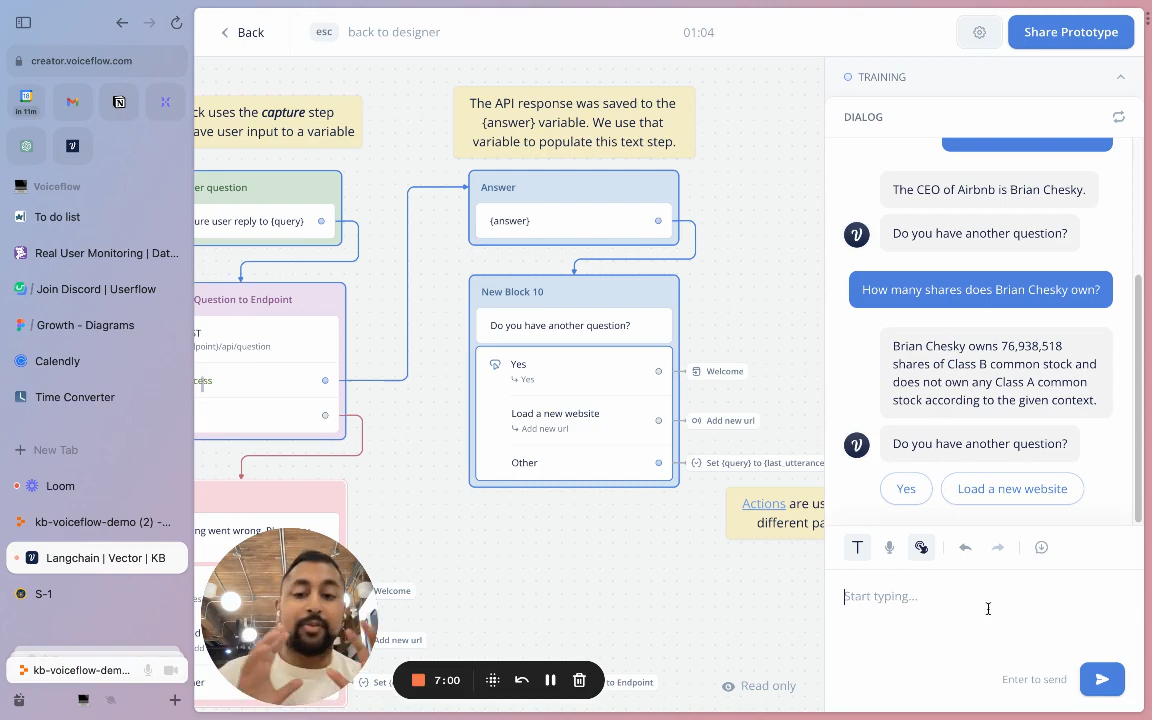 creator.voiceflow.com
in 11m
Voiceflow
To do list
Real User Monitoring | Dat...
/ Join Discord | Userflow
/ Growth - Diagrams
Calendly
Time Converter
New Tab
Loom
kb-voiceflow-demo (2) -...
Langchain | Vector | KB
S-1
kb-voiceflow-dem...
Back
esc
back to designer
01:04
Share Prototype
ck uses the capture step
ave user input to a variable
er question
ure user reply to {query}
Question to Endpoint
ST
point}/api/question
cess
ng went wrong.
Welcome
Add new url
Set {
to Endpoint
The API response was saved to the
{answer} variable. We use that
variable to populate this text step.
Answer
{answer}
New Block 10
Do you have another question?
Yes
Yes
Welcome
Load a new website
Add new url
Add new url
Other
Set {query} to {last_utterance
Actions are us
different pa
7:00
Read only
TRAINING
DIALOG
The CEO of Airbnb is Brian Chesky.
Do you have another question?
How many shares does Brian Chesky own?
Brian Chesky owns 76,938,518
shares of Class B common stock and
does not own any Class A common
stock according to the given context.
Do you have another question?
Yes
Load a new website
Start typing...
Enter to send